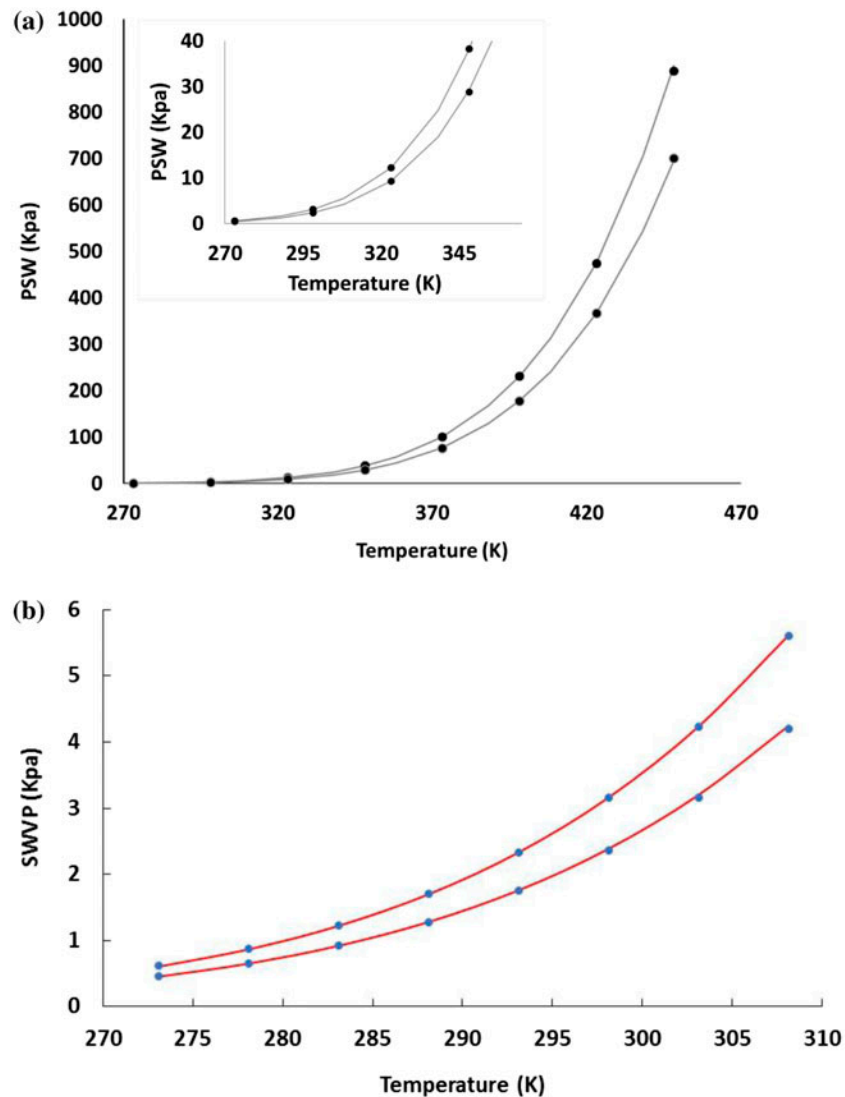 (a)
1000
900
800
700
600
500
400
300
200
100
0
PSW (Kpa)
270 320 370 420 470
Temperature (K)
40
30
20
10
0
PSW (Kpa)
270 295 320 345
Temperature (K)
(b)
6
5
4
3
2
1
0
SWVP (Kpa)
270 275 280 285 290 295 300 305 310
Temperature (K)